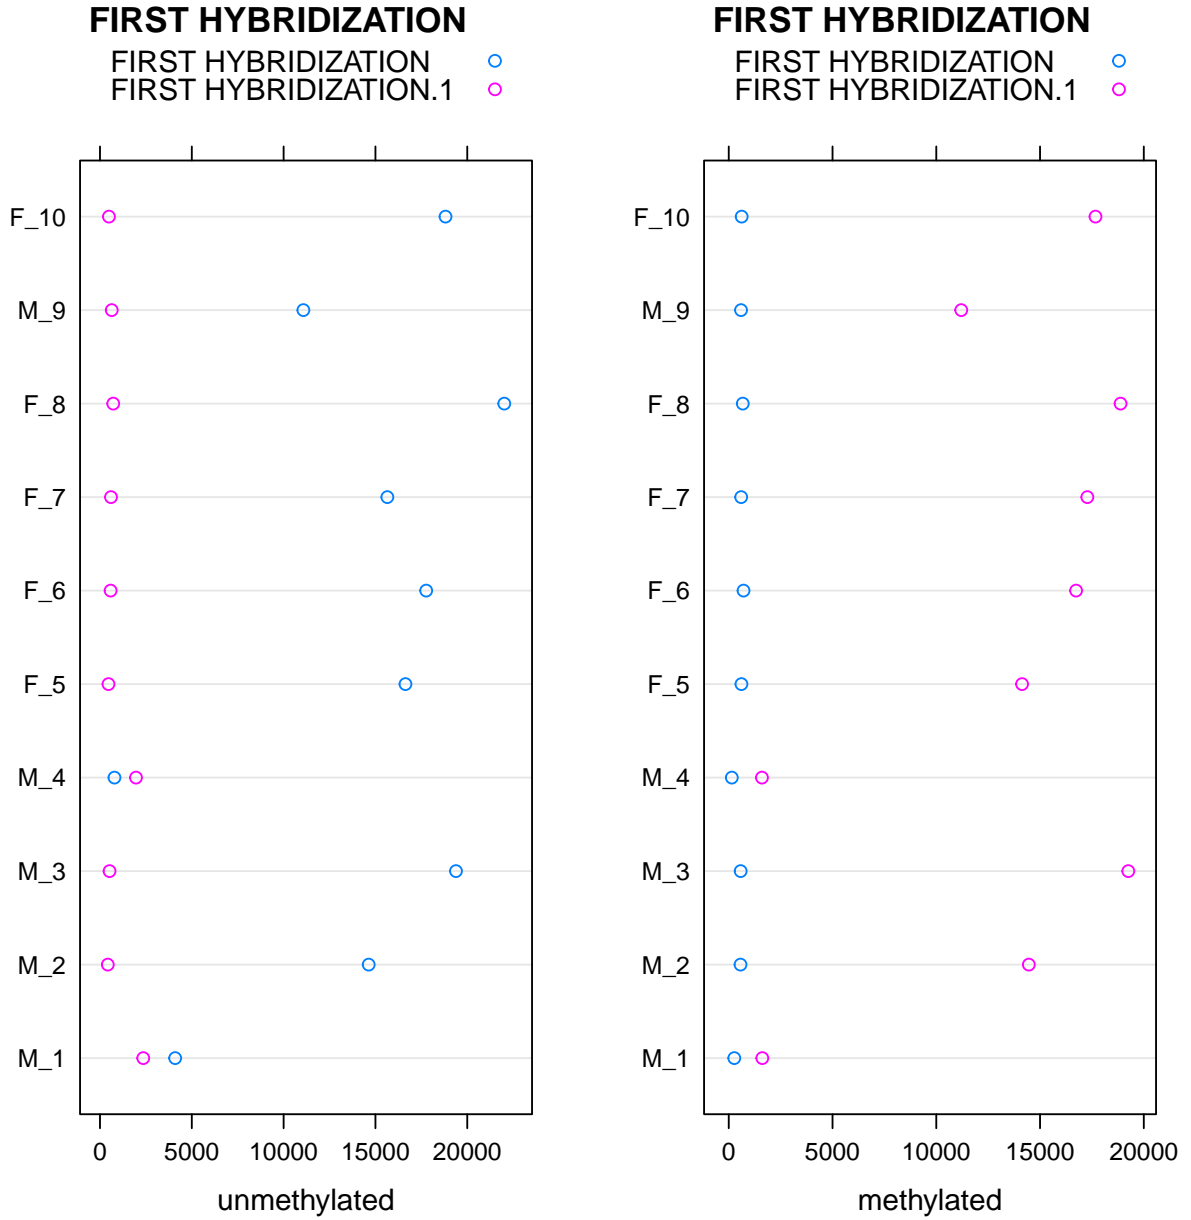 FIRST HYBRIDIZATION
FIRST HYBRIDIZATION
FIRST HYBRIDIZATION.1
F_10
M_9
F_8
F_7
F_6
F_5
M_4
M_3
M_2
M_1
0 5000 10000 15000 20000
unmethylated
FIRST HYBRIDIZATION
FIRST HYBRIDIZATION
FIRST HYBRIDIZATION.1
F_10
M_9
F_8
F_7
F_6
F_5
M_4
M_3
M_2
M_1
0 5000 10000 15000 20000
methylated